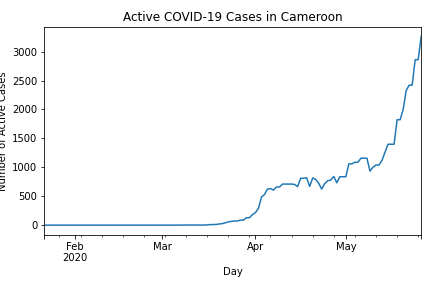 Active COVID-19 Cases in Cameroon
Number of Active Cases
3000
2500
2000
1500
1000
500
0
Feb
2020
Mar
Apr
May
Day